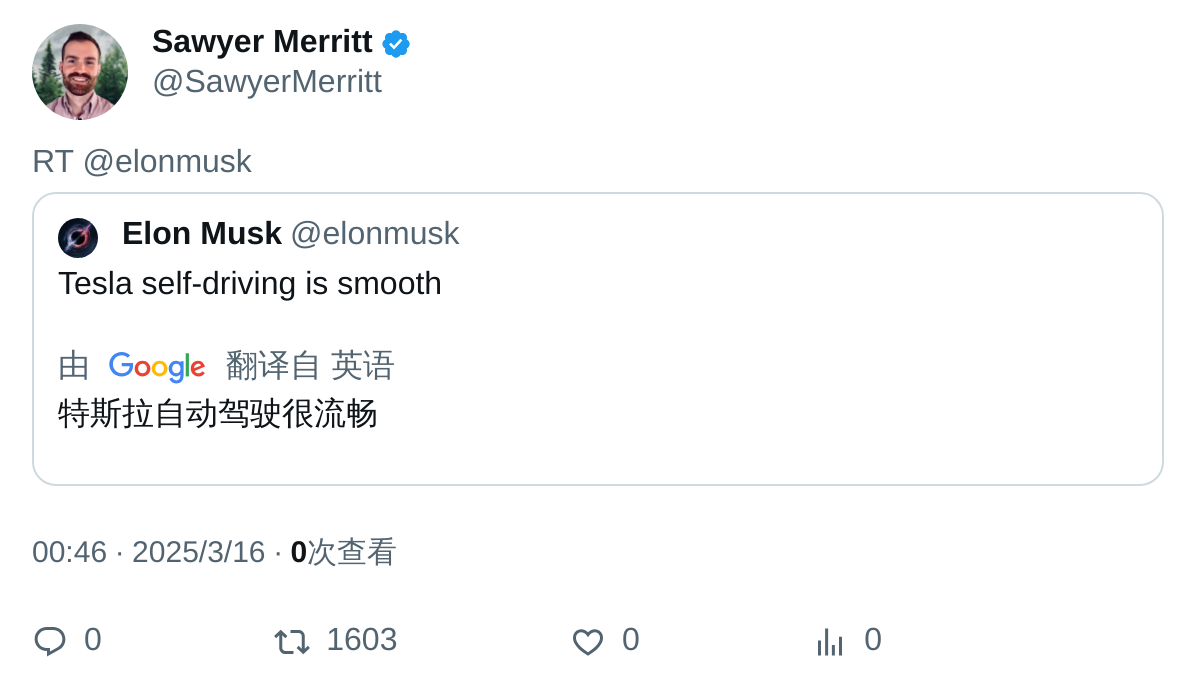 Sawyer Merritt
@SawyerMerritt
RT @elonmusk
Elon Musk @elonmusk
Tesla self-driving is smooth
由 Google 翻译自 英语
特斯拉自动驾驶很流畅
00:46 · 2025/3/16 · 0次查看
0 1603 0 0